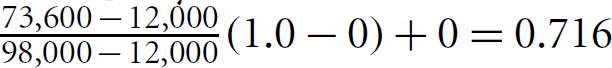 73,600 – 12,000
98,000 – 12,000 (1.0 – 0) + 0 = 0.716